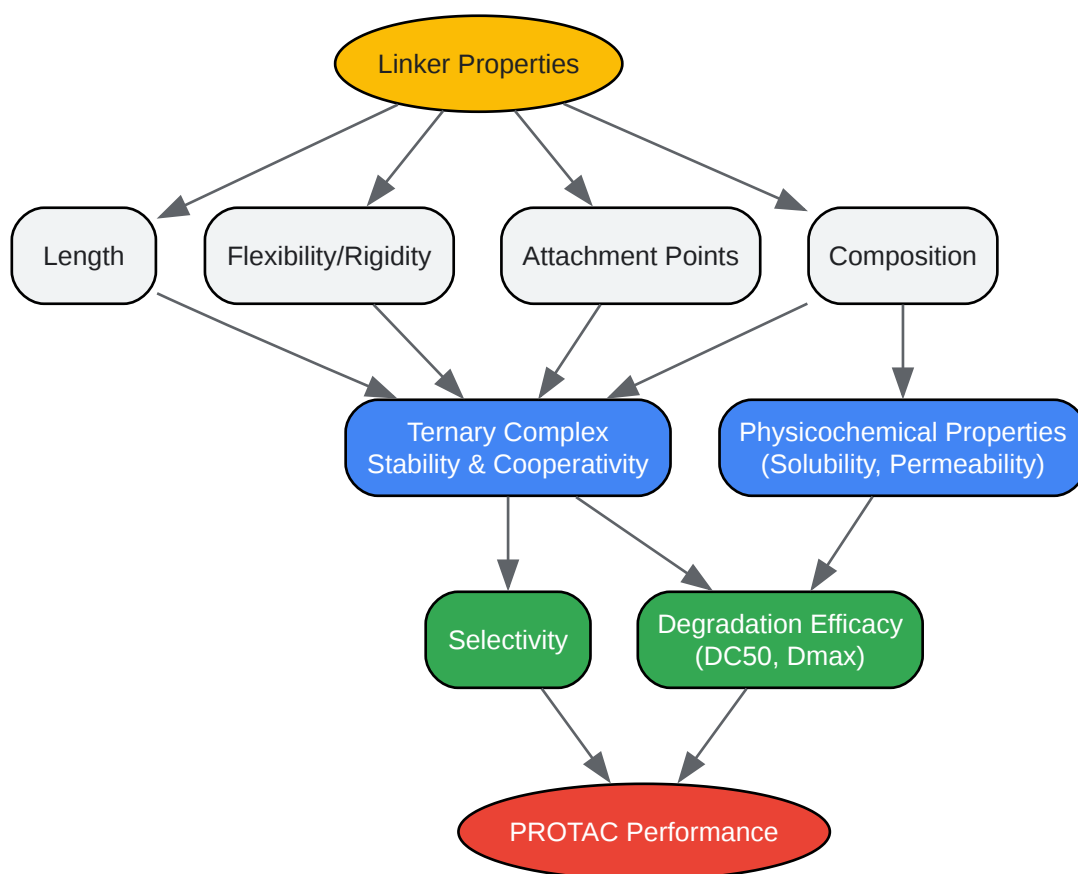 Linker Properties
Length
Flexibility/Rigidity
Attachment Points
Composition
Ternary Complex
Stability & Cooperativity
Physicochemical Properties
(Solubility, Permeability)
Selectivity
Degradation Efficacy
(DC50, Dmax)
PROTAC Performance